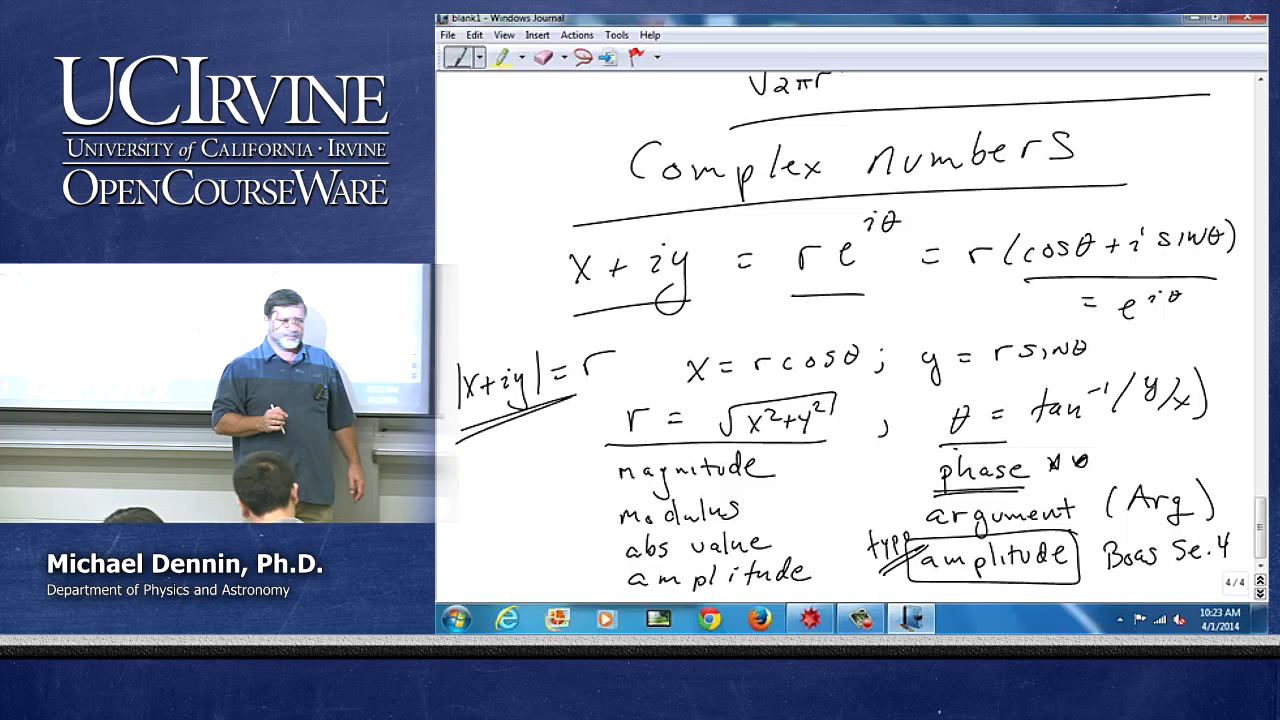 UCIRVINE
UNIVERSITY of CALIFORNIA · IRVINE
OPENCOURSEWARE
Michael Dennin, Ph.D.
Department of Physics and Astronomy
blank1 - Windows Journal
File Edit View Insert Actions Tools Help
√2πr
Complex numbers
x + iy = re^{iθ} = r(cosθ + i sinθ)
= e^{iθ}
|x+iy| = r
x = r cosθ ; y = r sinθ
r = √x²+y² , θ = tan⁻¹(y/x)
magnitude
modulus
abs value
amplitude
phase
argument (Arg)
type amplitude Boas Se.4
4 / 4
10:23 AM
4/1/2014